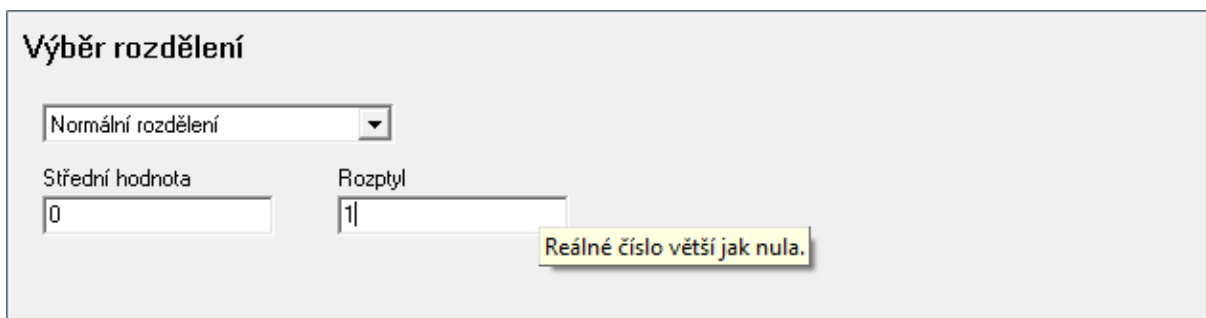 Výběr rozdělení
Normální rozdělení
Střední hodnota Rozptyl
0 1
Reálné číslo větší jak nula.